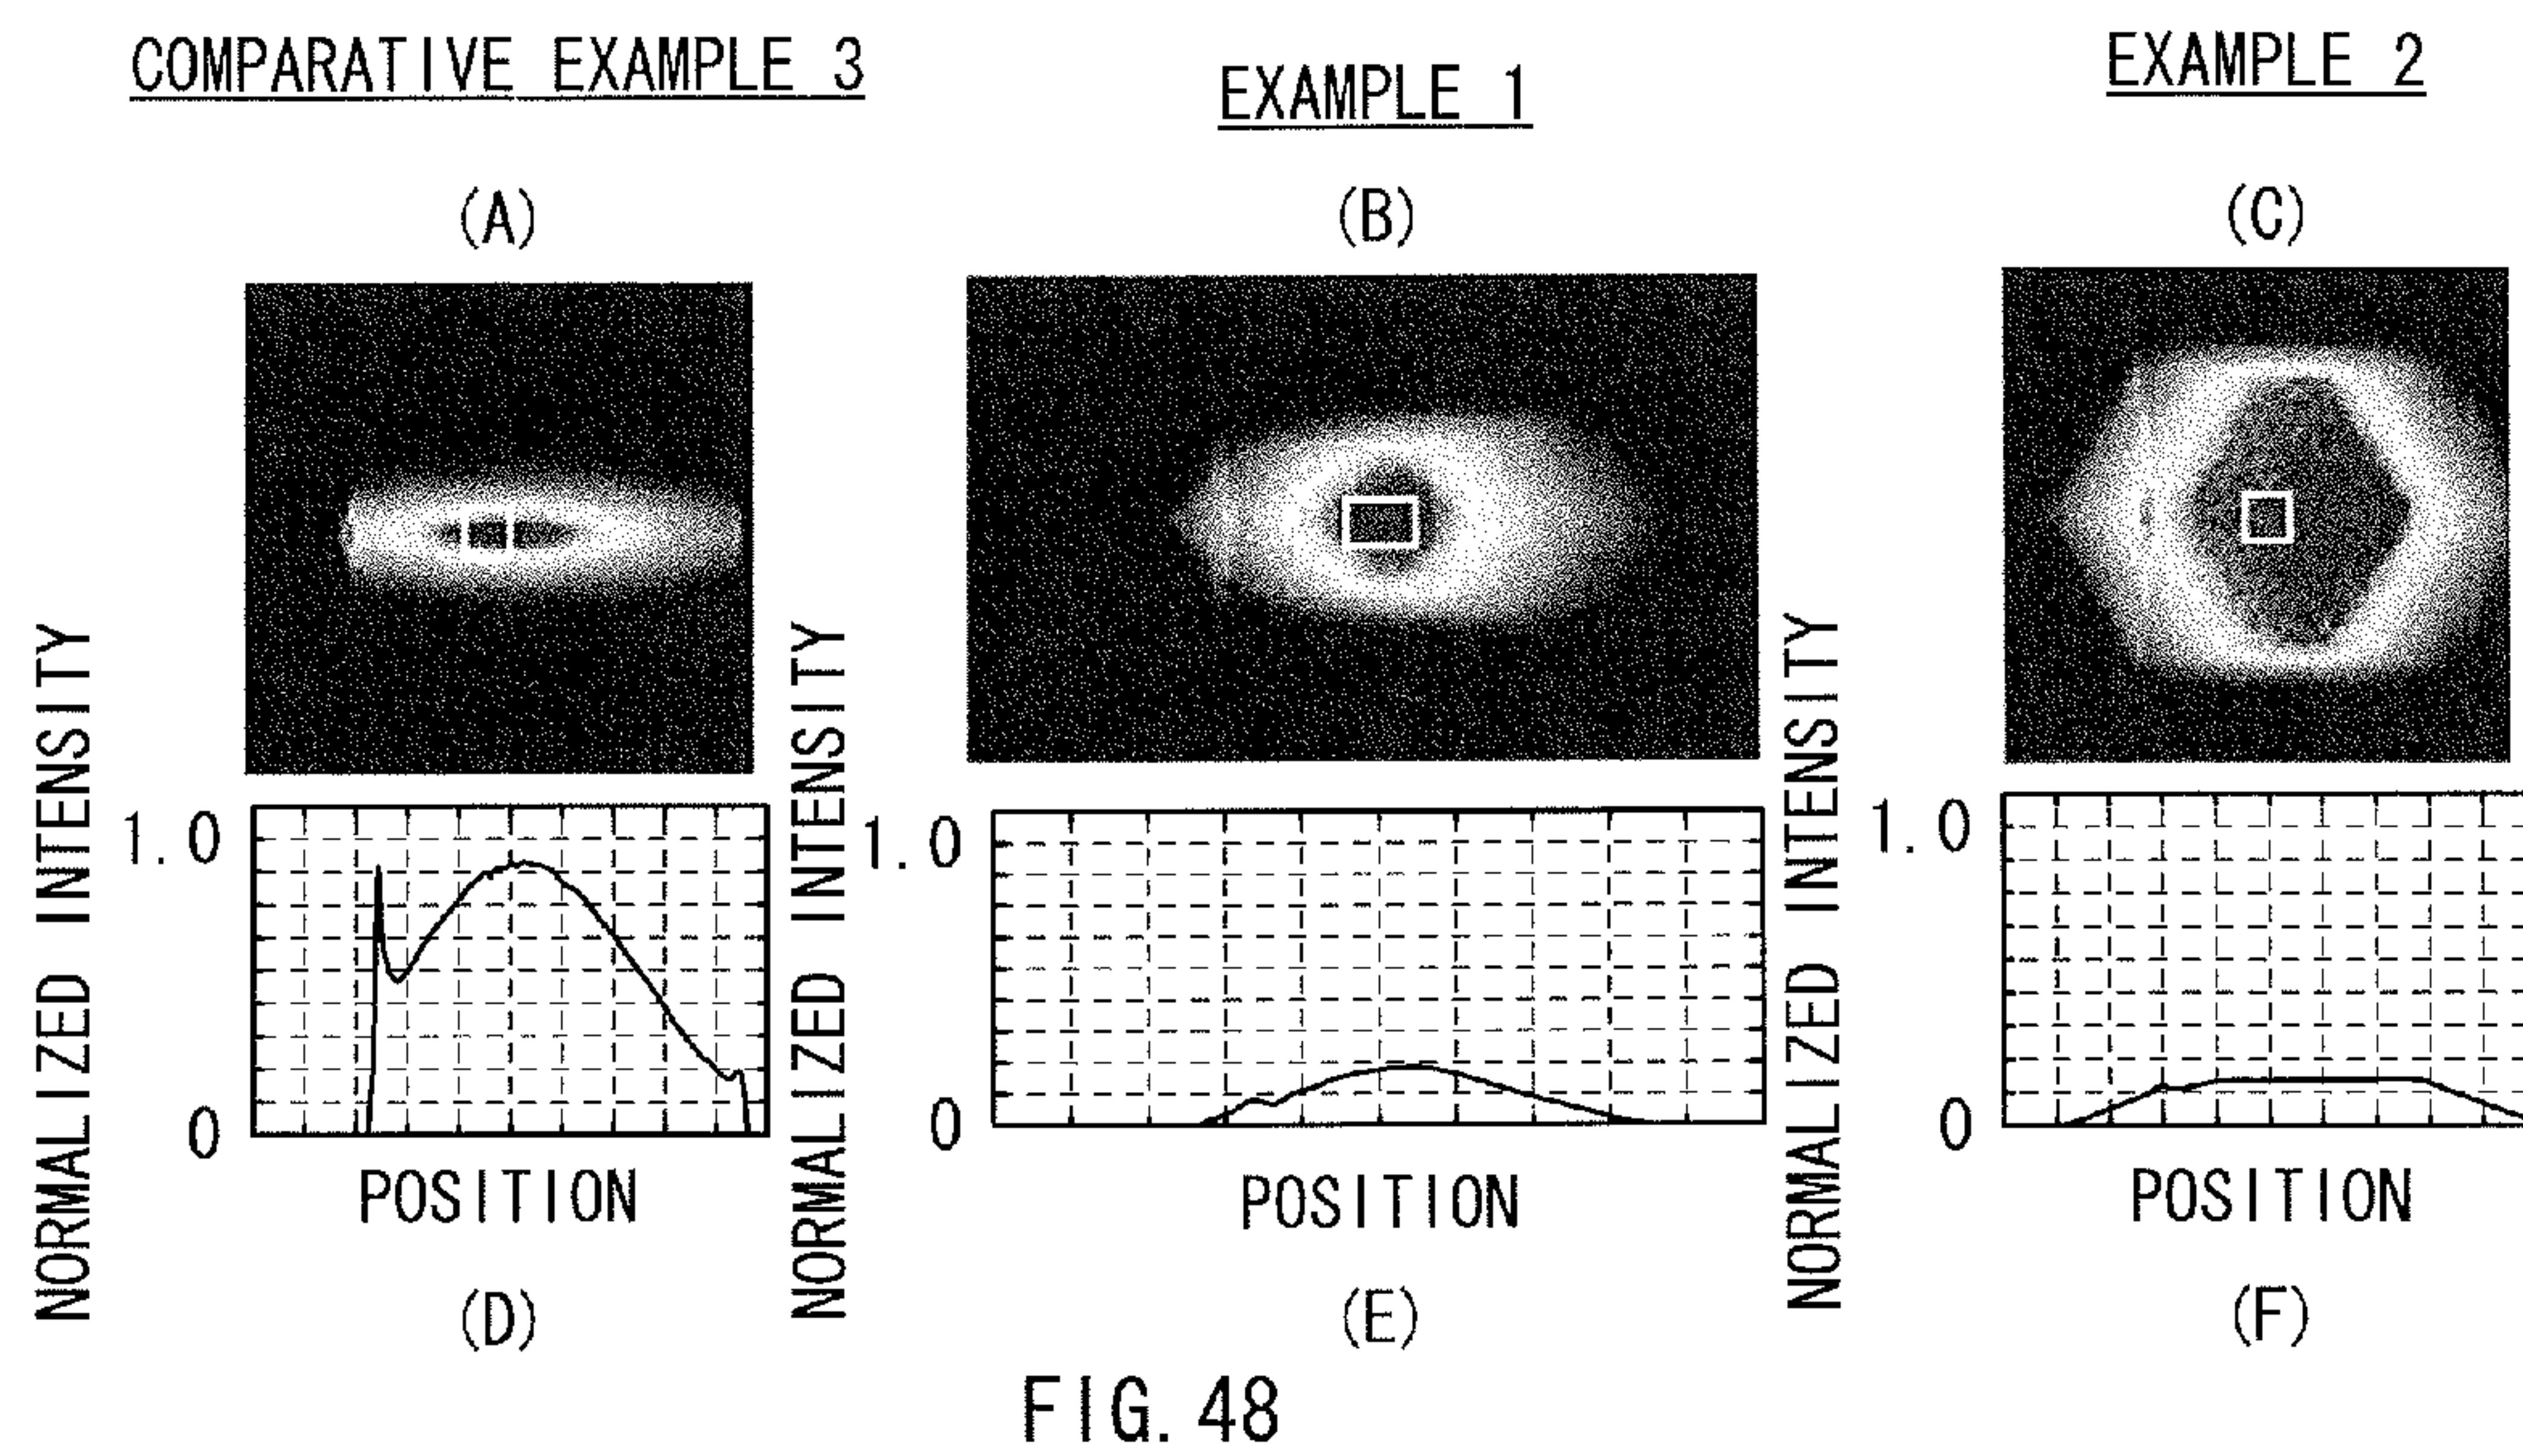 COMPARATIVE EXAMPLE 3
EXAMPLE 1
EXAMPLE 2
(A)
(B)
(C)
NORMALIZED INTENSITY
1.0
0
POSITION
(D)
NORMALIZED INTENSITY
1.0
0
POSITION
(E)
NORMALIZED INTENSITY
1.0
0
POSITION
(F)
FIG. 48